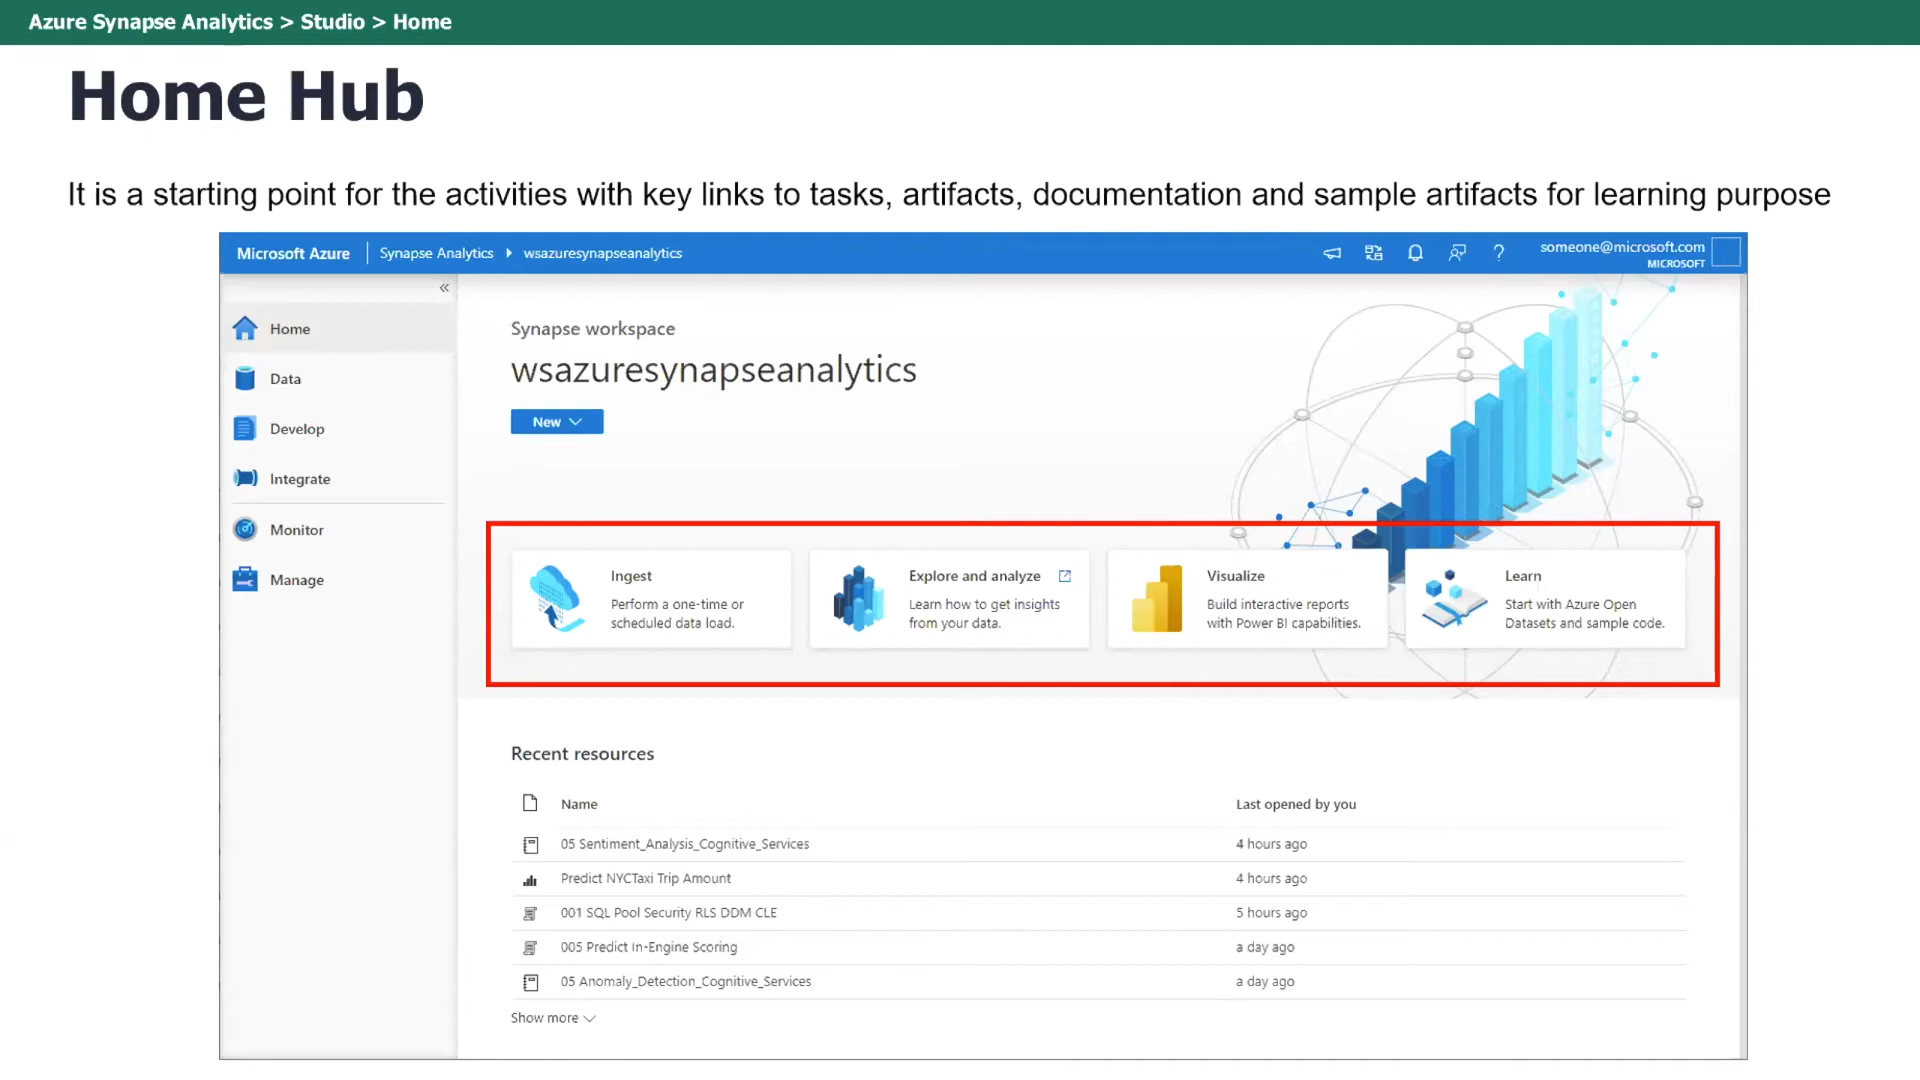 Azure Synapse Analytics > Studio > Home
Home Hub
It is a starting point for the activities with key links to tasks, artifacts, documentation and sample artifacts for learning purpose
Microsoft Azure Synapse Analytics wsazuresynapseanalytics
someone@microsoft.com
MICROSOFT
Home
Data
Develop
Integrate
Monitor
Manage
Synapse workspace
wsazuresynapseanalytics
New
Ingest
Perform a one-time or
scheduled data load.
Explore and analyze
Learn how to get insights
from your data.
Visualize
Build interactive reports
with Power BI capabilities.
Learn
Start with Azure Open
Datasets and sample code.
Recent resources
Name Last opened by you
05 Sentiment_Analysis_Cognitive_Services 4 hours ago
Predict NYCTaxi Trip Amount 4 hours ago
001 SQL Pool Security RLS DDM CLE 5 hours ago
005 Predict In-Engine Scoring a day ago
05 Anomaly_Detection_Cognitive_Services a day ago
Show more